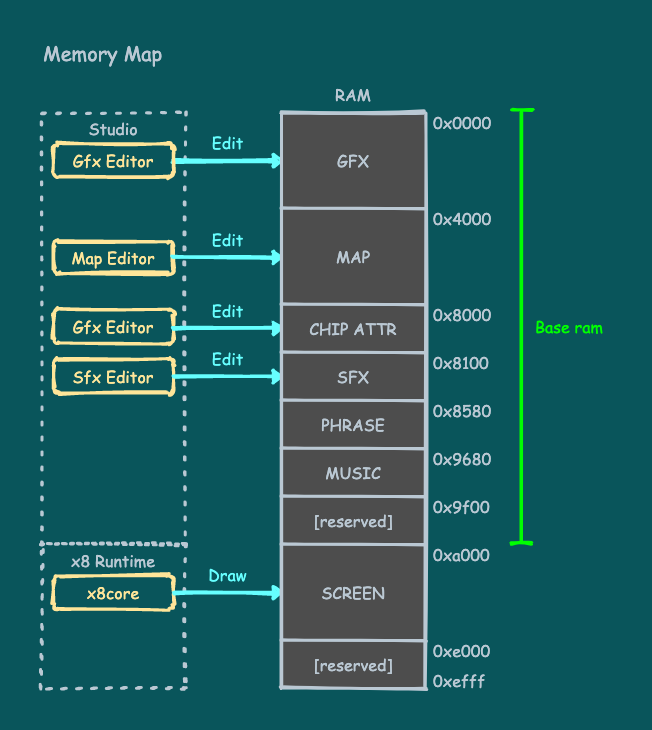 Memory Map
RAM
Studio
0x0000
Gfx Editor
Edit
GFX
0x4000
Map Editor
Edit
MAP
0x8000
Gfx Editor
Edit
CHIP ATTR
Base ram
0x8100
Sfx Editor
Edit
SFX
0x8580
PHRASE
0x9680
MUSIC
0x9f00
[reserved]
0xa000
x8 Runtime
x8core
Draw
SCREEN
0xe000
[reserved]
0xefff